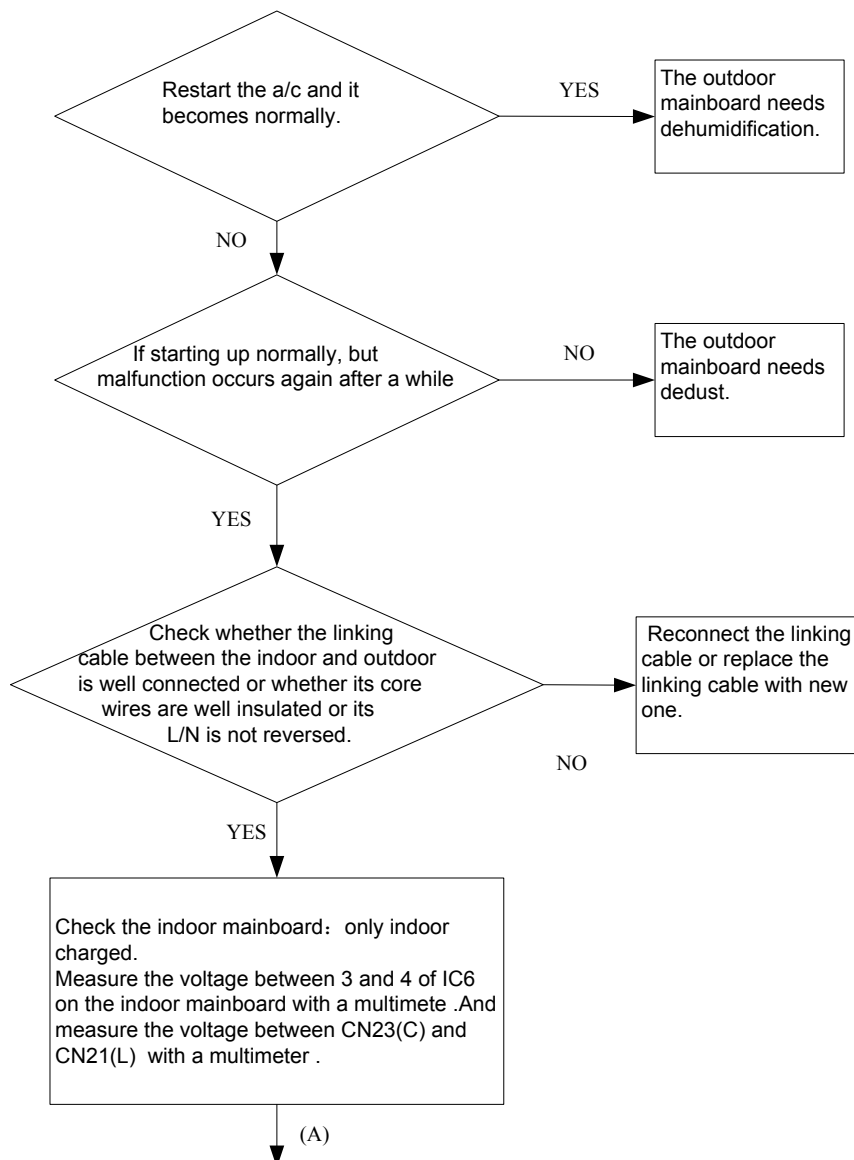 Restart the a/c and it
becomes normally.
YES
The outdoor
mainboard needs
dehumidification.
NO
If starting up normally, but
malfunction occurs again after a while
NO
The outdoor
mainboard needs
dedust.
YES
Check whether the linking
cable between the indoor and outdoor
is well connected or whether its core
wires are well insulated or its
L/N is not reversed.
NO
Reconnect the linking
cable or replace the
linking cable with new
one.
YES
Check the indoor mainboard：only indoor
charged.
Measure the voltage between 3 and 4 of IC6
on the indoor mainboard with a multimete .And
measure the voltage between CN23(C) and
CN21(L) with a multimeter .
(A)